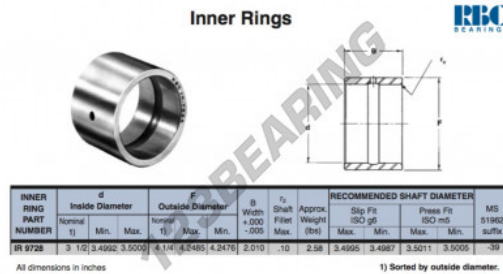 Inner Rings
RBC
BEARINGS
B
rs
d
F
123BEARING
INNER RING PART NUMBER
d Inside Diameter
F Outside Diameter
B Width +.000 -.005
rs Shaft Fillet Max.
Approx. Weight (lbs)
RECOMMENDED SHAFT DIAMETER
Slip Fit ISO g6
Press Fit ISO m5
MS 51962 suffix
Nominal 1) Min. Max. Nominal 1) Max. Min. Max. Min. Max. Min.
IR 9728 3 1/2 3.4992 3.5000 4 1/4 4.2485 4.2476 2.010 .10 2.58 3.4995 3.4987 3.5011 3.5005 -39
All dimensions in inches
1) Sorted by outside diameter.